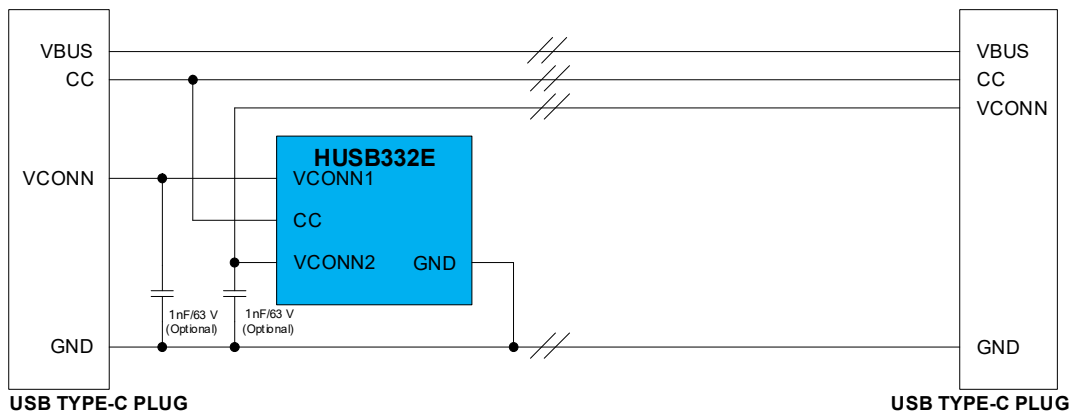 VBUS
VBUS
CC
CC
VCONN
HUSB332E
VCONN
VCONN1
CC
VCONN2
GND
1nF/63 V
(Optional)
1nF/63 V
(Optional)
GND
GND
USB TYPE-C PLUG
USB TYPE-C PLUG